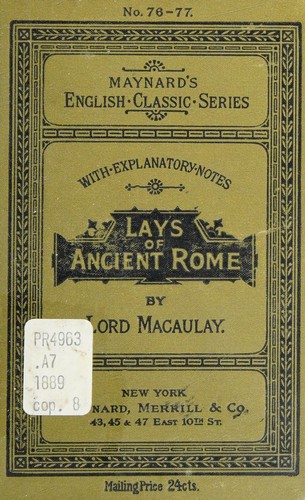 No. 76-77.
MAYNARD'S
ENGLISH·CLASSIC·SERIES
WITH·EXPLANATORY·NOTES
LAYS
OF
ANCIENT ROME
BY
LORD MACAULAY.
PR4963
.A7
1889
cop. 8
NEW YORK
NARD, MERRILL & CO.
43, 45 & 47 EAST 10TH ST.
Mailing Price 24cts.